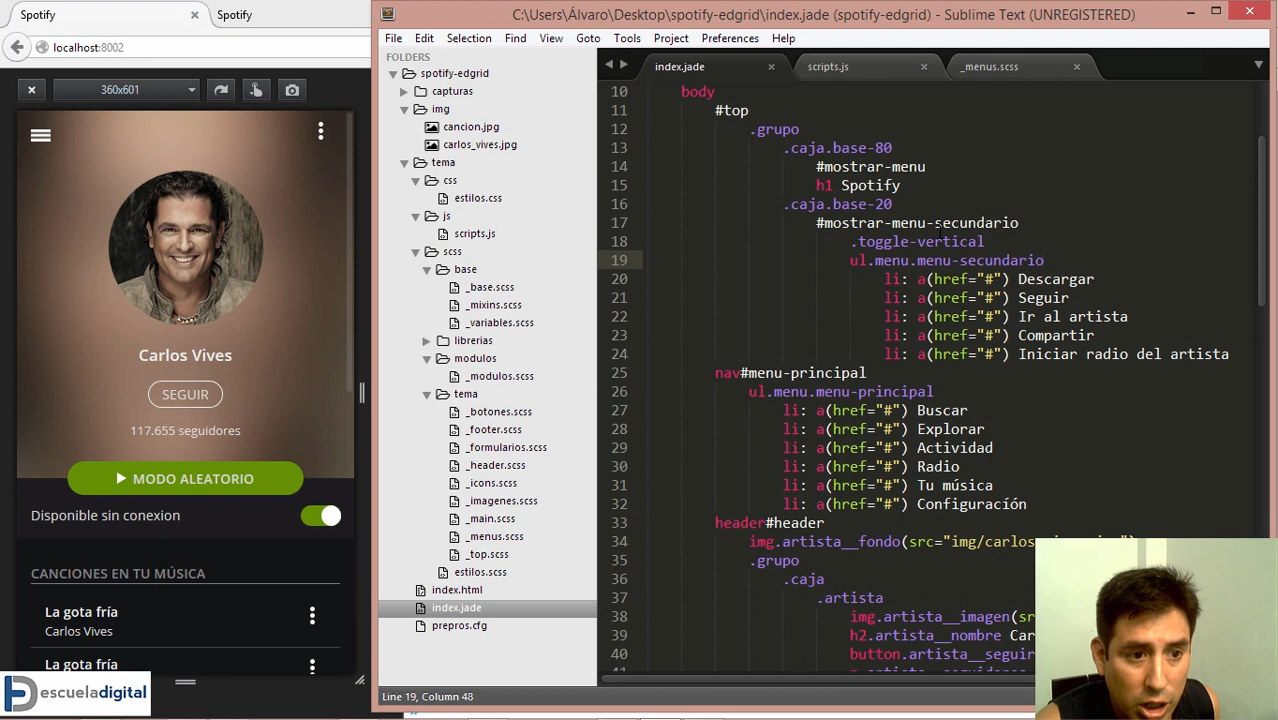 Spotify
Spotify
localhost:8002
360x601
Carlos Vives
SEGUIR
117.655 seguidores
MODO ALEATORIO
Disponible sin conexion
CANCIONES EN TU MÚSICA
La gota fría
Carlos Vives
La gota fría
escueladigital
C:\Users\Álvaro\Desktop\spotify-edgrid\index.jade (spotify-edgrid) - Sublime Text (UNREGISTERED)
File Edit Selection Find View Goto Tools Project Preferences Help
FOLDERS
spotify-edgrid
capturas
img
cancion.jpg
carlos_vives.jpg
tema
css
estilos.css
js
scripts.js
scss
base
_base.scss
_mixins.scss
_variables.scss
librerias
modulos
_modulos.scss
tema
_botones.scss
_footer.scss
_formularios.scss
_header.scss
_icons.scss
_imagenes.scss
_main.scss
_menus.scss
_top.scss
estilos.scss
index.html
index.jade
prepros.cfg
index.jade scripts.js _menus.scss
10 body
11 #top
12 .grupo
13 .caja.base-80
14 #mostrar-menu
15 h1 Spotify
16 .caja.base-20
17 #mostrar-menu-secundario
18 .toggle-vertical
19 ul.menu.menu-secundario
20 li: a(href="#") Descargar
21 li: a(href="#") Seguir
22 li: a(href="#") Ir al artista
23 li: a(href="#") Compartir
24 li: a(href="#") Iniciar radio del artista
25 nav#menu-principal
26 ul.menu.menu-principal
27 li: a(href="#") Buscar
28 li: a(href="#") Explorar
29 li: a(href="#") Actividad
30 li: a(href="#") Radio
31 li: a(href="#") Tu música
32 li: a(href="#") Configuración
33 header#header
34 img.artista__fondo(src="img/carlos
35 .grupo
36 .caja
37 .artista
38 img.artista__imagen(sr
39 h2.artista__nombre Car
40 button.artista__seguir
Line 19, Column 48